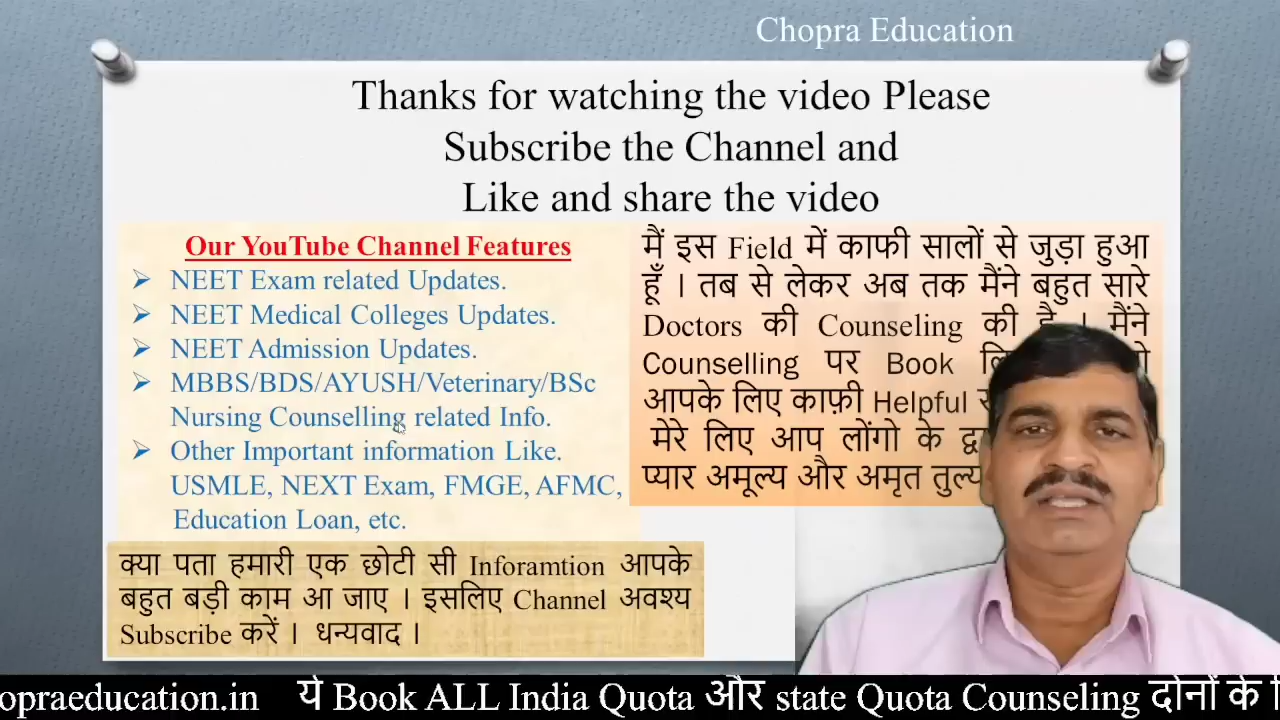 Chopra Education
Thanks for watching the video Please
Subscribe the Channel and
Like and share the video
Our YouTube Channel Features
NEET Exam related Updates.
NEET Medical Colleges Updates.
NEET Admission Updates.
MBBS/BDS/AYUSH/Veterinary/BSc
Nursing Counselling related Info.
Other Important information Like.
USMLE, NEXT Exam, FMGE, AFMC,
Education Loan, etc.
मैं इस Field में काफी सालों से जुड़ा हुआ
हूँ । तब से लेकर अब तक मैंने बहुत सारे
Doctors की Counseling की है । मैंने
Counselling पर Book
आपके लिए काफ़ी Helpful
मेरे लिए आप लोंगो के
प्यार अमूल्य और अमृत
क्या पता हमारी एक छोटी सी Inforamtion आपके
बहुत बड़ी काम आ जाए । इसलिए Channel अवश्य
Subscribe करें । धन्यवाद ।
opraeducation.in ये Book ALL India Quota और state Quota Counseling दोनों के